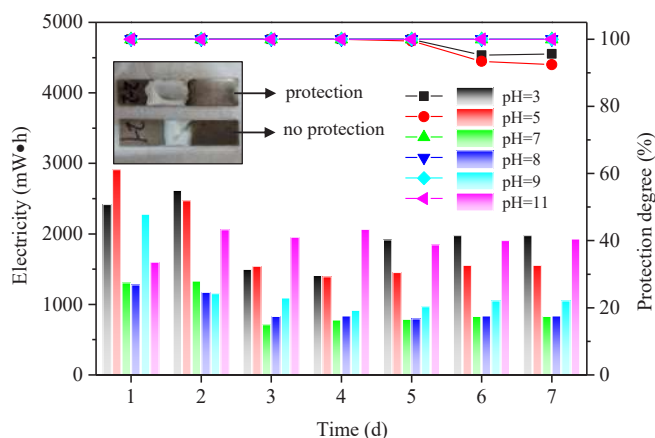 5000
4000
3000
2000
1000
0
Electricity (mW•h)
100
80
60
40
20
0
Protection degree (%)
protection
no protection
pH=3
pH=5
pH=7
pH=8
pH=9
pH=11
1 2 3 4 5 6 7
Time (d)